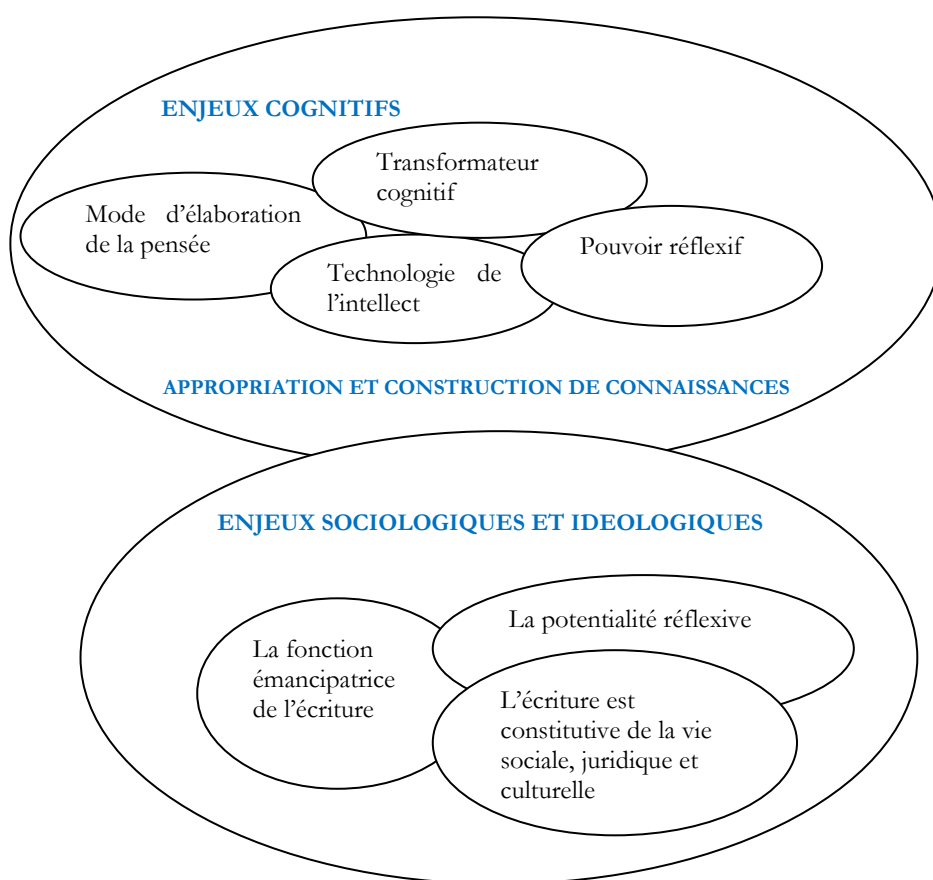 ENJEUX COGNITIFS
Transformateur
cognitif
Mode d’élaboration
de la pensée
Pouvoir réflexif
Technologie de
l’intellect
APPROPRIATION ET CONSTRUCTION DE CONNAISSANCES
ENJEUX SOCIOLOGIQUES ET IDEOLOGIQUES
La potentialité réflexive
La fonction
émancipatrice
de l’écriture
L’écriture est
constitutive de la vie
sociale, juridique et
culturelle